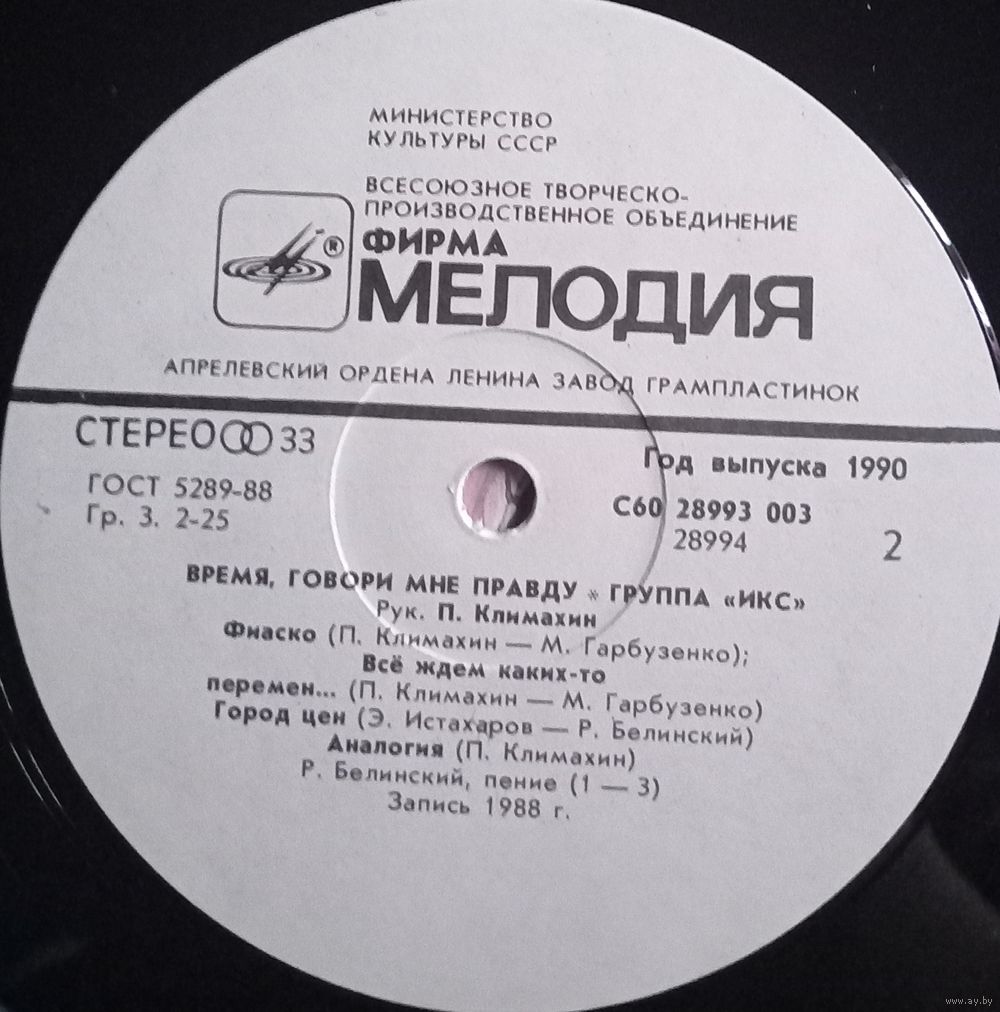 МИНИСТЕРСТВО
КУЛЬТУРЫ СССР
ВСЕСОЮЗНОЕ ТВОРЧЕСКО-
ПРОИЗВОДСТВЕННОЕ ОБЪЕДИНЕНИЕ
ФИРМА
®
МЕЛОДИЯ
АПРЕЛЕВСКИЙ ОРДЕНА ЛЕНИНА ЗАВОД ГРАМПЛАСТИНОК
СТЕРЕО 33
Год выпуска 1990
ГОСТ 5289-88
Гр. 3. 2-25
С60 28993 003
28994
2
ВРЕМЯ, ГОВОРИ МНЕ ПРАВДУ * ГРУППА «ИКС»
Рук. П. Климахин
Фиаско (П. Климахин — М. Гарбузенко);
Всё ждем каких-то
перемен... (П. Климахин — М. Гарбузенко)
Город цен (Э. Истахаров — Р. Белинский)
Аналогия (П. Климахин)
Р. Белинский, пение (1 — 3)
Запись 1988 г.
www.ay.by